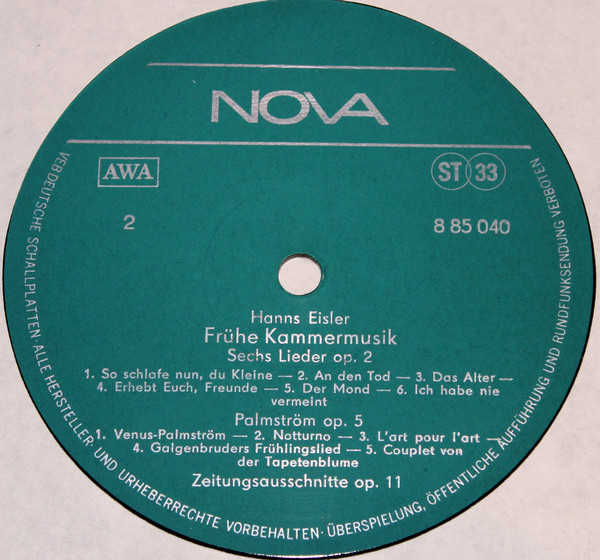 NOVA
AWA
ST 33
2
8 85 040
Hanns Eisler
Frühe Kammermusik
Sechs Lieder op. 2
1. So schlafe nun, du Kleine — 2. An den Tod — 3. Das Alter —
4. Erhebt Euch, Freunde — 5. Der Mond — 6. Ich habe nie
vermeint
Palmström op. 5
1. Venus-Palmström — 2. Notturno — 3. L'art pour l'art —
4. Galgenbruders Frühlingslied — 5. Couplet von
der Tapetenblume
Zeitungsausschnitte op. 11
VEB DEUTSCHE SCHALLPLATTEN · ALLE HERSTELLER- UND URHEBERRECHTE VORBEHALTEN · ÜBERSPIELUNG, ÖFFENTLICHE AUFFÜHRUNG UND RUNDFUNKSENDUNG VERBOTEN